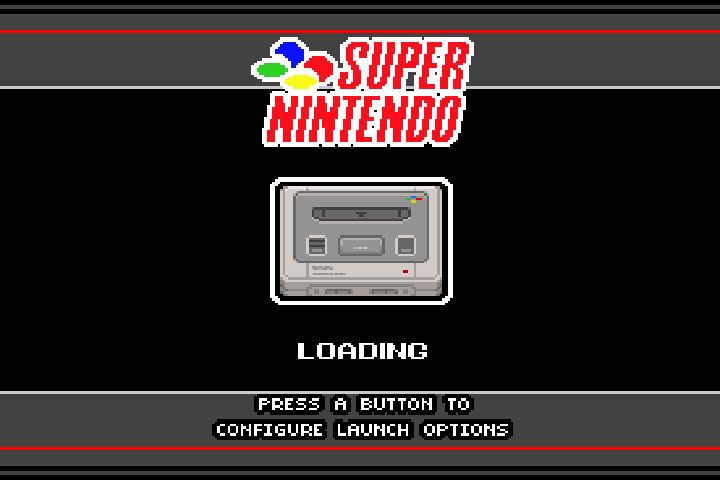 SUPER
NINTENDO
LOADING
PRESS A BUTTON TO
CONFIGURE LAUNCH OPTIONS